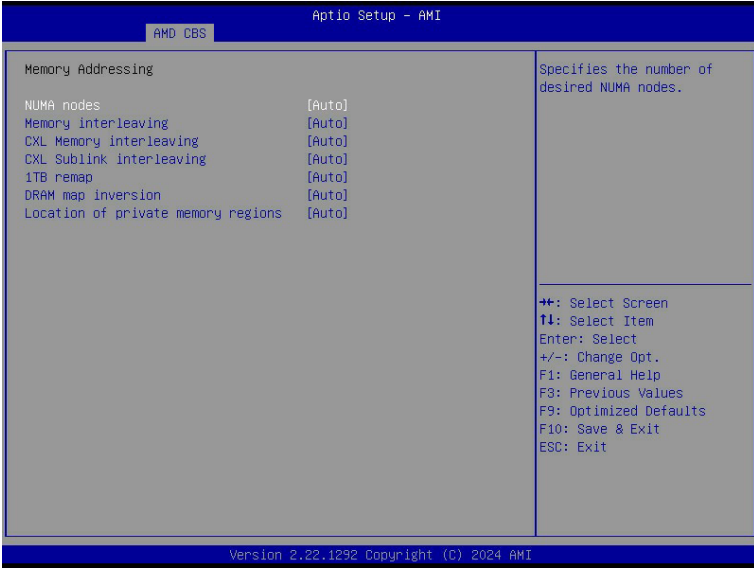 Aptio Setup – AMI
AMD CBS
Memory Addressing
NUMA nodes [Auto]
Memory interleaving [Auto]
CXL Memory interleaving [Auto]
CXL Sublink interleaving [Auto]
1TB remap [Auto]
DRAM map inversion [Auto]
Location of private memory regions [Auto]
Specifies the number of
desired NUMA nodes.
→←: Select Screen
↑↓: Select Item
Enter: Select
+/-: Change Opt.
F1: General Help
F3: Previous Values
F9: Optimized Defaults
F10: Save & Exit
ESC: Exit
Version 2.22.1292 Copyright (C) 2024 AMI